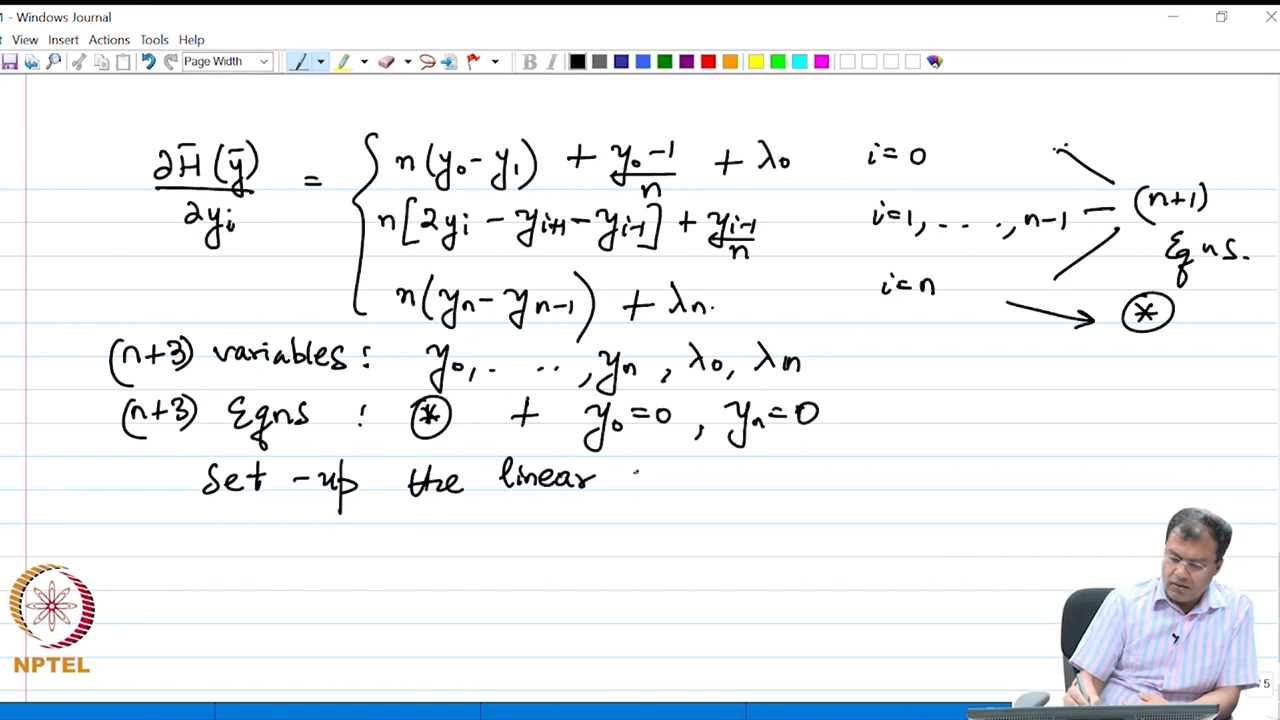 1 - Windows Journal
t View Insert Actions Tools Help
Page Width
B I
∂H̄(ȳ) / ∂yᵢ = { n(y₀ - y₁) + (y₀ - 1)/n + λ₀ i = 0
n[2yᵢ - yᵢ₊₁ - yᵢ₋₁] + (yᵢ - 1)/n i = 1, . . . , n-1 (n+1) Eqns.
n(yₙ - yₙ₋₁) + λₙ. i = n → ⊛
(n+3) variables : y₀, . . . , yₙ, λ₀, λₙ
(n+3) Eqns : ⊛ + y₀ = 0, yₙ = 0
Set-up the linear
NPTEL
/ 5